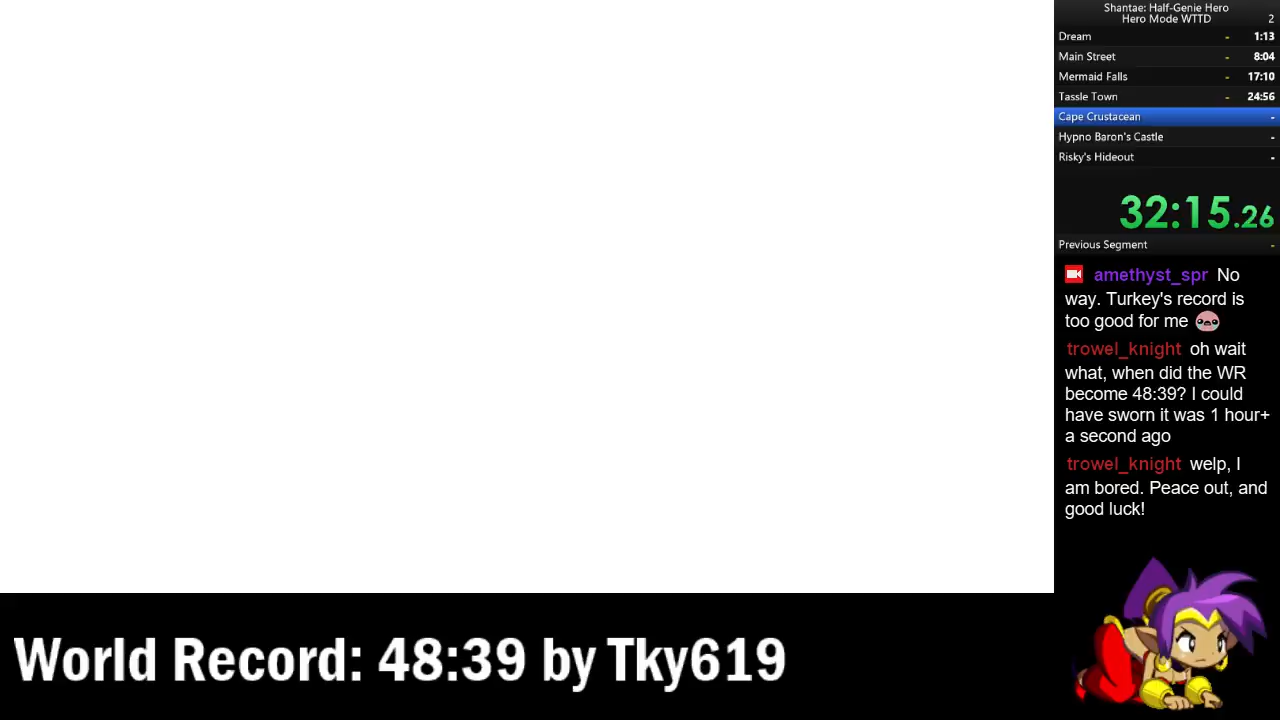 Shantae: Half-Genie Hero
Hero Mode WTTD 2
Dream - 1:13
Main Street - 8:04
Mermaid Falls - 17:10
Tassle Town - 24:56
Cape Crustacean -
Hypno Baron's Castle -
Risky's Hideout -
32:15.26
Previous Segment -
amethyst_spr No
way. Turkey's record is
too good for me
trowel_knight oh wait
what, when did the WR
become 48:39? I could
have sworn it was 1 hour+
a second ago
trowel_knight welp, I
am bored. Peace out, and
good luck!
World Record: 48:39 by Tky619